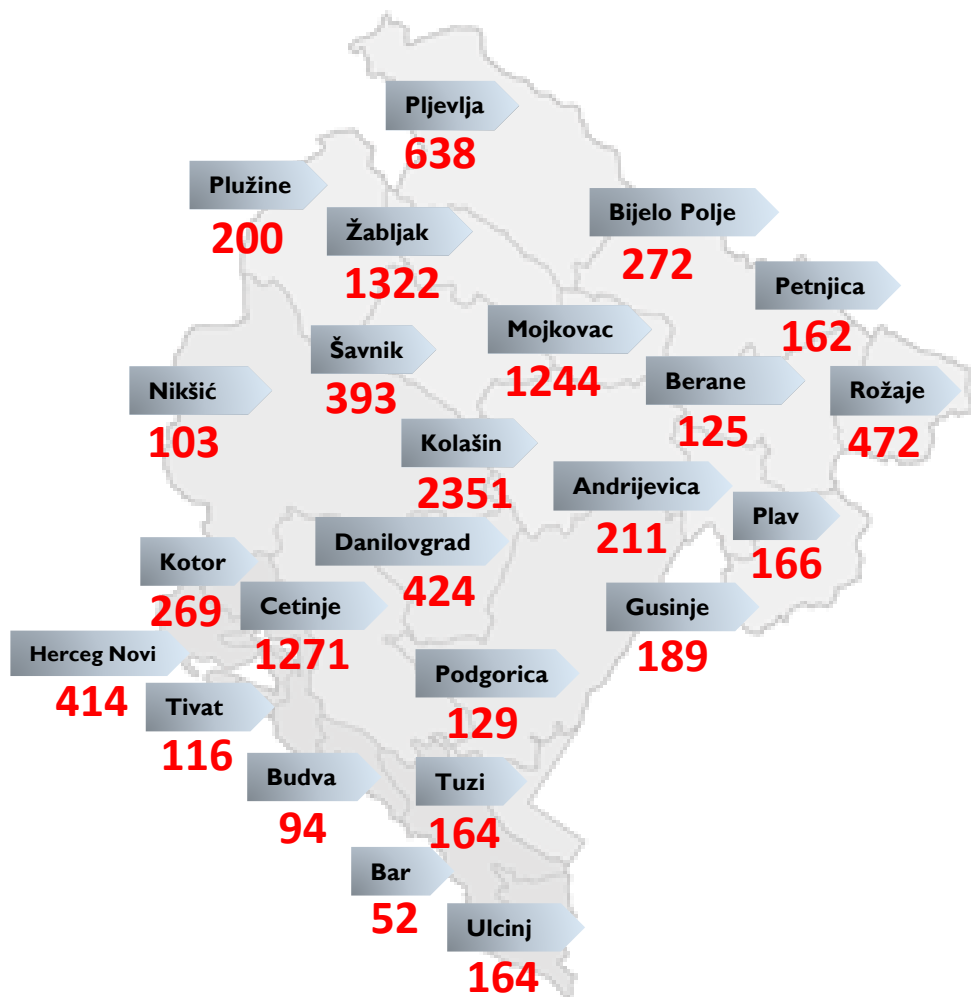 Pljevlja
638
Plužine
200
Žabljak
1322
Bijelo Polje
272
Petnjica
162
Mojkovac
1244
Šavnik
393
Berane
125
Rožaje
472
Nikšić
103
Kolašin
2351
Andrijevica
211
Plav
166
Danilovgrad
424
Kotor
269
Cetinje
1271
Gusinje
189
Herceg Novi
414
Podgorica
129
Tivat
116
Budva
94
Tuzi
164
Bar
52
Ulcinj
164